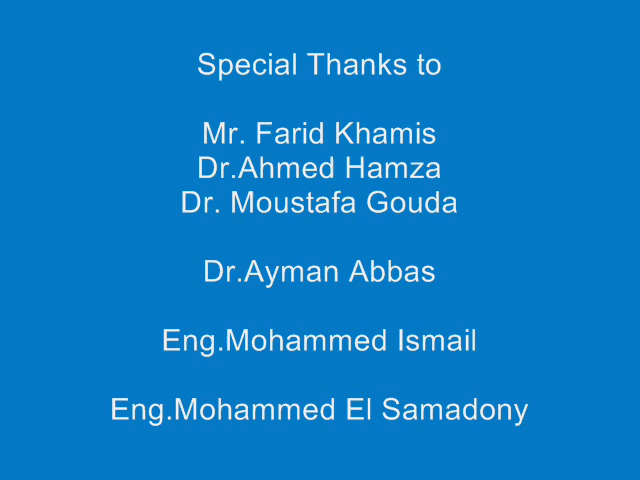 Special Thanks to
Mr. Farid Khamis
Dr.Ahmed Hamza
Dr. Moustafa Gouda
Dr.Ayman Abbas
Eng.Mohammed Ismail
Eng.Mohammed El Samadony